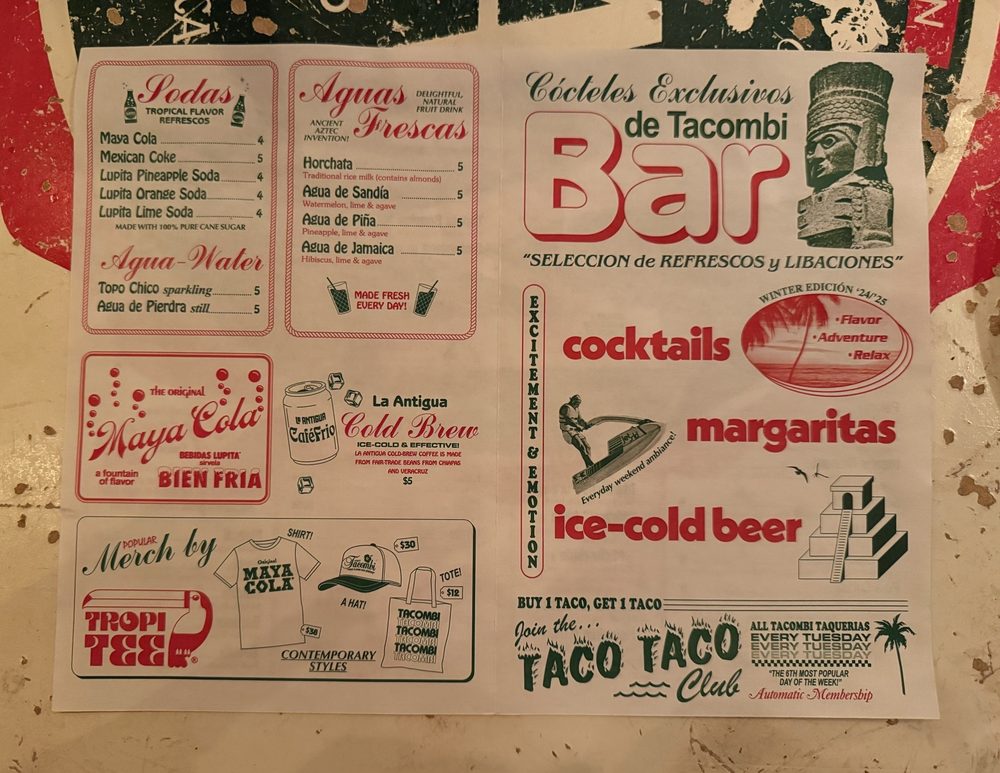 CA
N
Sodas
TROPICAL FLAVOR
REFRESCOS
Maya Cola 4
Mexican Coke 5
Lupita Pineapple Soda 4
Lupita Orange Soda 4
Lupita Lime Soda 4
MADE WITH 100% PURE CANE SUGAR
Agua-Water
Topo Chico sparkling 5
Agua de Pierdra still 5
Aguas
DELIGHTFUL
NATURAL
FRUIT DRINK
ANCIENT
AZTEC
INVENTION!
Frescas
Horchata 5
Traditional rice milk (contains almonds)
Agua de Sandía 5
Watermelon, lime & agave
Agua de Piña 5
Pineapple, lime & agave
Agua de Jamaica 5
Hibiscus, lime & agave
MADE FRESH
EVERY DAY!
THE ORIGINAL
Maya Cola
BEBIDAS LUPITA
sirvela
a fountain
of flavor
BIEN FRIA
LA ANTIGUA
CaféFrío
La Antigua
Cold Brew
ICE-COLD & EFFECTIVE!
LA ANTIGUA COLD-BREW COFFEE IS MADE
FROM FAIR-TRADE BEANS FROM CHIAPAS
AND VERACRUZ
$5
POPULAR
Merch by
TROPI
TEE®
SHIRT!
Original
MAYA
COLA
$38
Tacombi
$30
A HAT!
TOTE!
$12
TACOMBI
TACOMBI
TACOMBI
TACOMBI
TACOMBI
CONTEMPORARY
STYLES
Cócteles Exclusivos
de Tacombi
Bar
"SELECCION de REFRESCOS y LIBACIONES"
EXCITEMENT & EMOTION
WINTER EDICIÓN '24/'25
• Flavor
• Adventure
• Relax
cocktails
margaritas
Everyday weekend ambiance!
ice-cold beer
BUY 1 TACO, GET 1 TACO
Join the...
TACO TACO
Club
ALL TACOMBI TAQUERIAS
EVERY TUESDAY
EVERY TUESDAY
EVERY TUESDAY
"THE 6TH MOST POPULAR
DAY OF THE WEEK!"
Automatic Membership